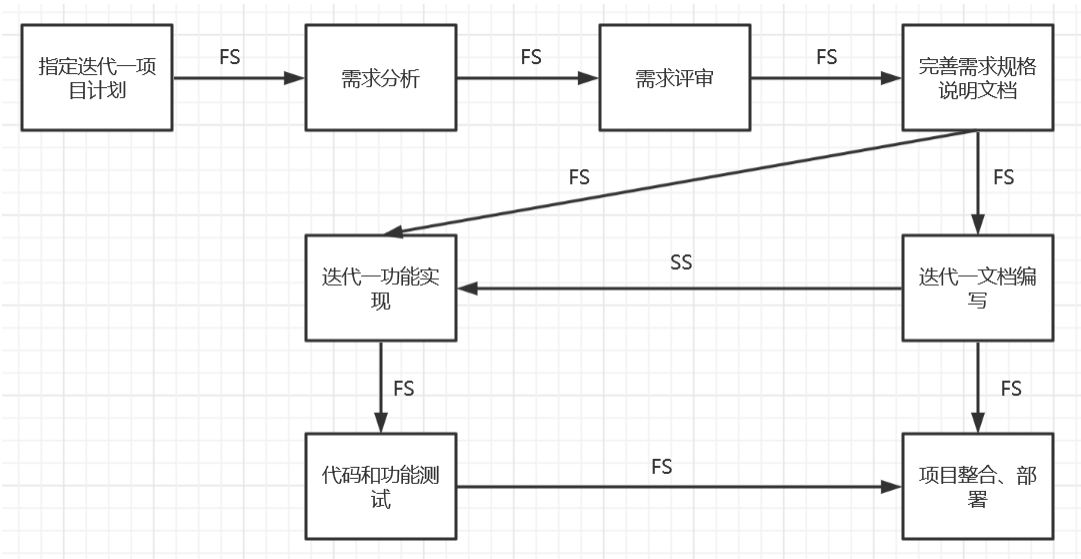 指定迭代一项
目计划
FS
需求分析
FS
需求评审
FS
完善需求规格
说明文档
FS
FS
迭代一功能实
现
SS
迭代一文档编
写
FS
FS
代码和功能测
试
FS
项目整合、部
署